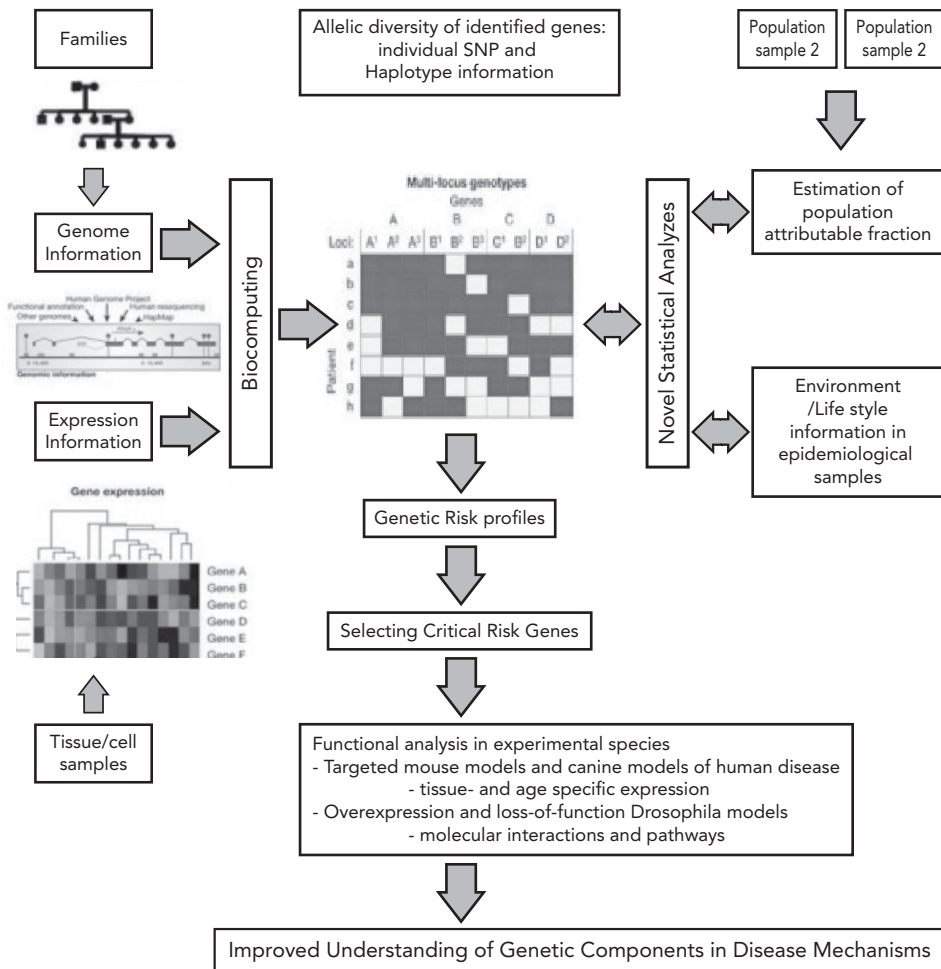 Families
Allelic diversity of identified genes:
individual SNP and
Haplotype information
Population
sample 2
Population
sample 2
Genome
Information
Human Genome Project
Functional annotation
Human resequencing
Other genomes
HapMap
Genomic information
Expression
Information
Biocomputing
Multi-locus genotypes
Genes
A B C D
Loci: A¹ A² A³ B¹ B² B³ C¹ B² D¹ D²
Patient
a
b
c
d
e
f
g
h
Novel Statistical Analyzes
Estimation of
population
attributable fraction
Environment
/Life style
information in
epidemiological
samples
Gene expression
Gene A
Gene B
Gene C
Gene D
Gene E
Gene F
Tissue/cell
samples
Genetic Risk profiles
Selecting Critical Risk Genes
Functional analysis in experimental species
- Targeted mouse models and canine models of human disease
- tissue- and age specific expression
- Overexpression and loss-of-function Drosophila models
- molecular interactions and pathways
Improved Understanding of Genetic Components in Disease Mechanisms